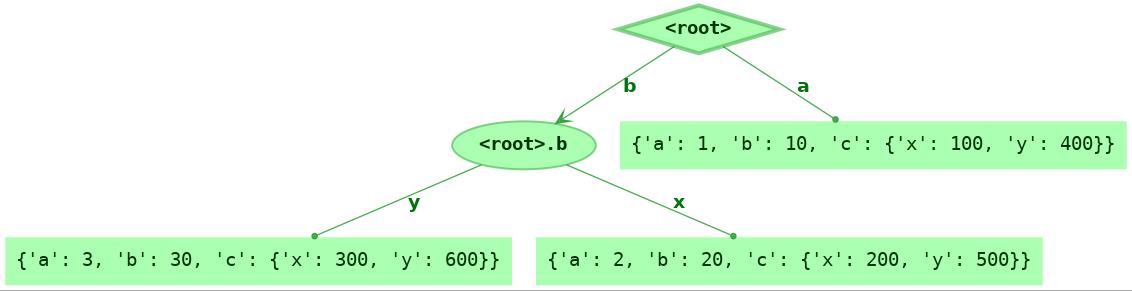 <root>
b
a
<root>.b
{'a': 1, 'b': 10, 'c': {'x': 100, 'y': 400}}
y
x
{'a': 3, 'b': 30, 'c': {'x': 300, 'y': 600}}
{'a': 2, 'b': 20, 'c': {'x': 200, 'y': 500}}